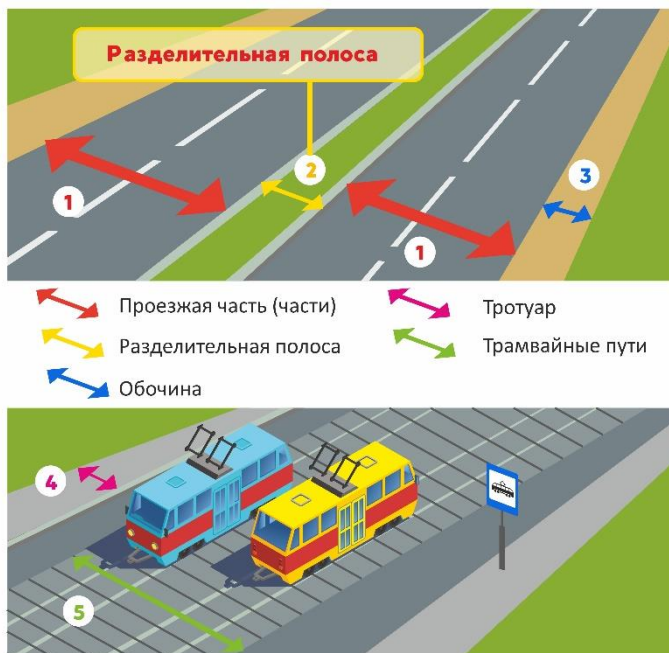 Разделительная полоса
2
3
1
1
Проезжая часть (части)
Тротуар
Разделительная полоса
Трамвайные пути
Обочина
4
5